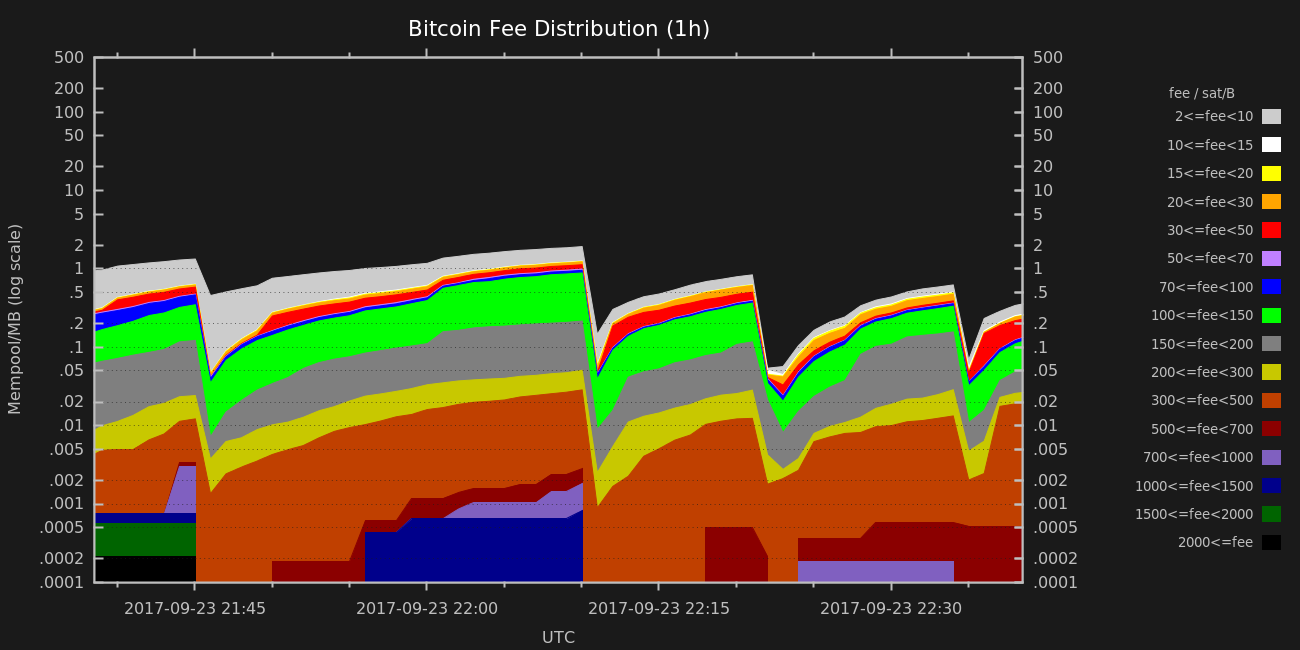 Bitcoin Fee Distribution (1h)
Mempool/MB (log scale)
500
200
100
50
20
10
5
2
1
.5
.2
.1
.05
.02
.01
.005
.002
.001
.0005
.0002
.0001
500
200
100
50
20
10
5
2
1
.5
.2
.1
.05
.02
.01
.005
.002
.001
.0005
.0002
.0001
2017-09-23 21:45
2017-09-23 22:00
2017-09-23 22:15
2017-09-23 22:30
UTC
fee / sat/B
2<=fee<10
10<=fee<15
15<=fee<20
20<=fee<30
30<=fee<50
50<=fee<70
70<=fee<100
100<=fee<150
150<=fee<200
200<=fee<300
300<=fee<500
500<=fee<700
700<=fee<1000
1000<=fee<1500
1500<=fee<2000
2000<=fee